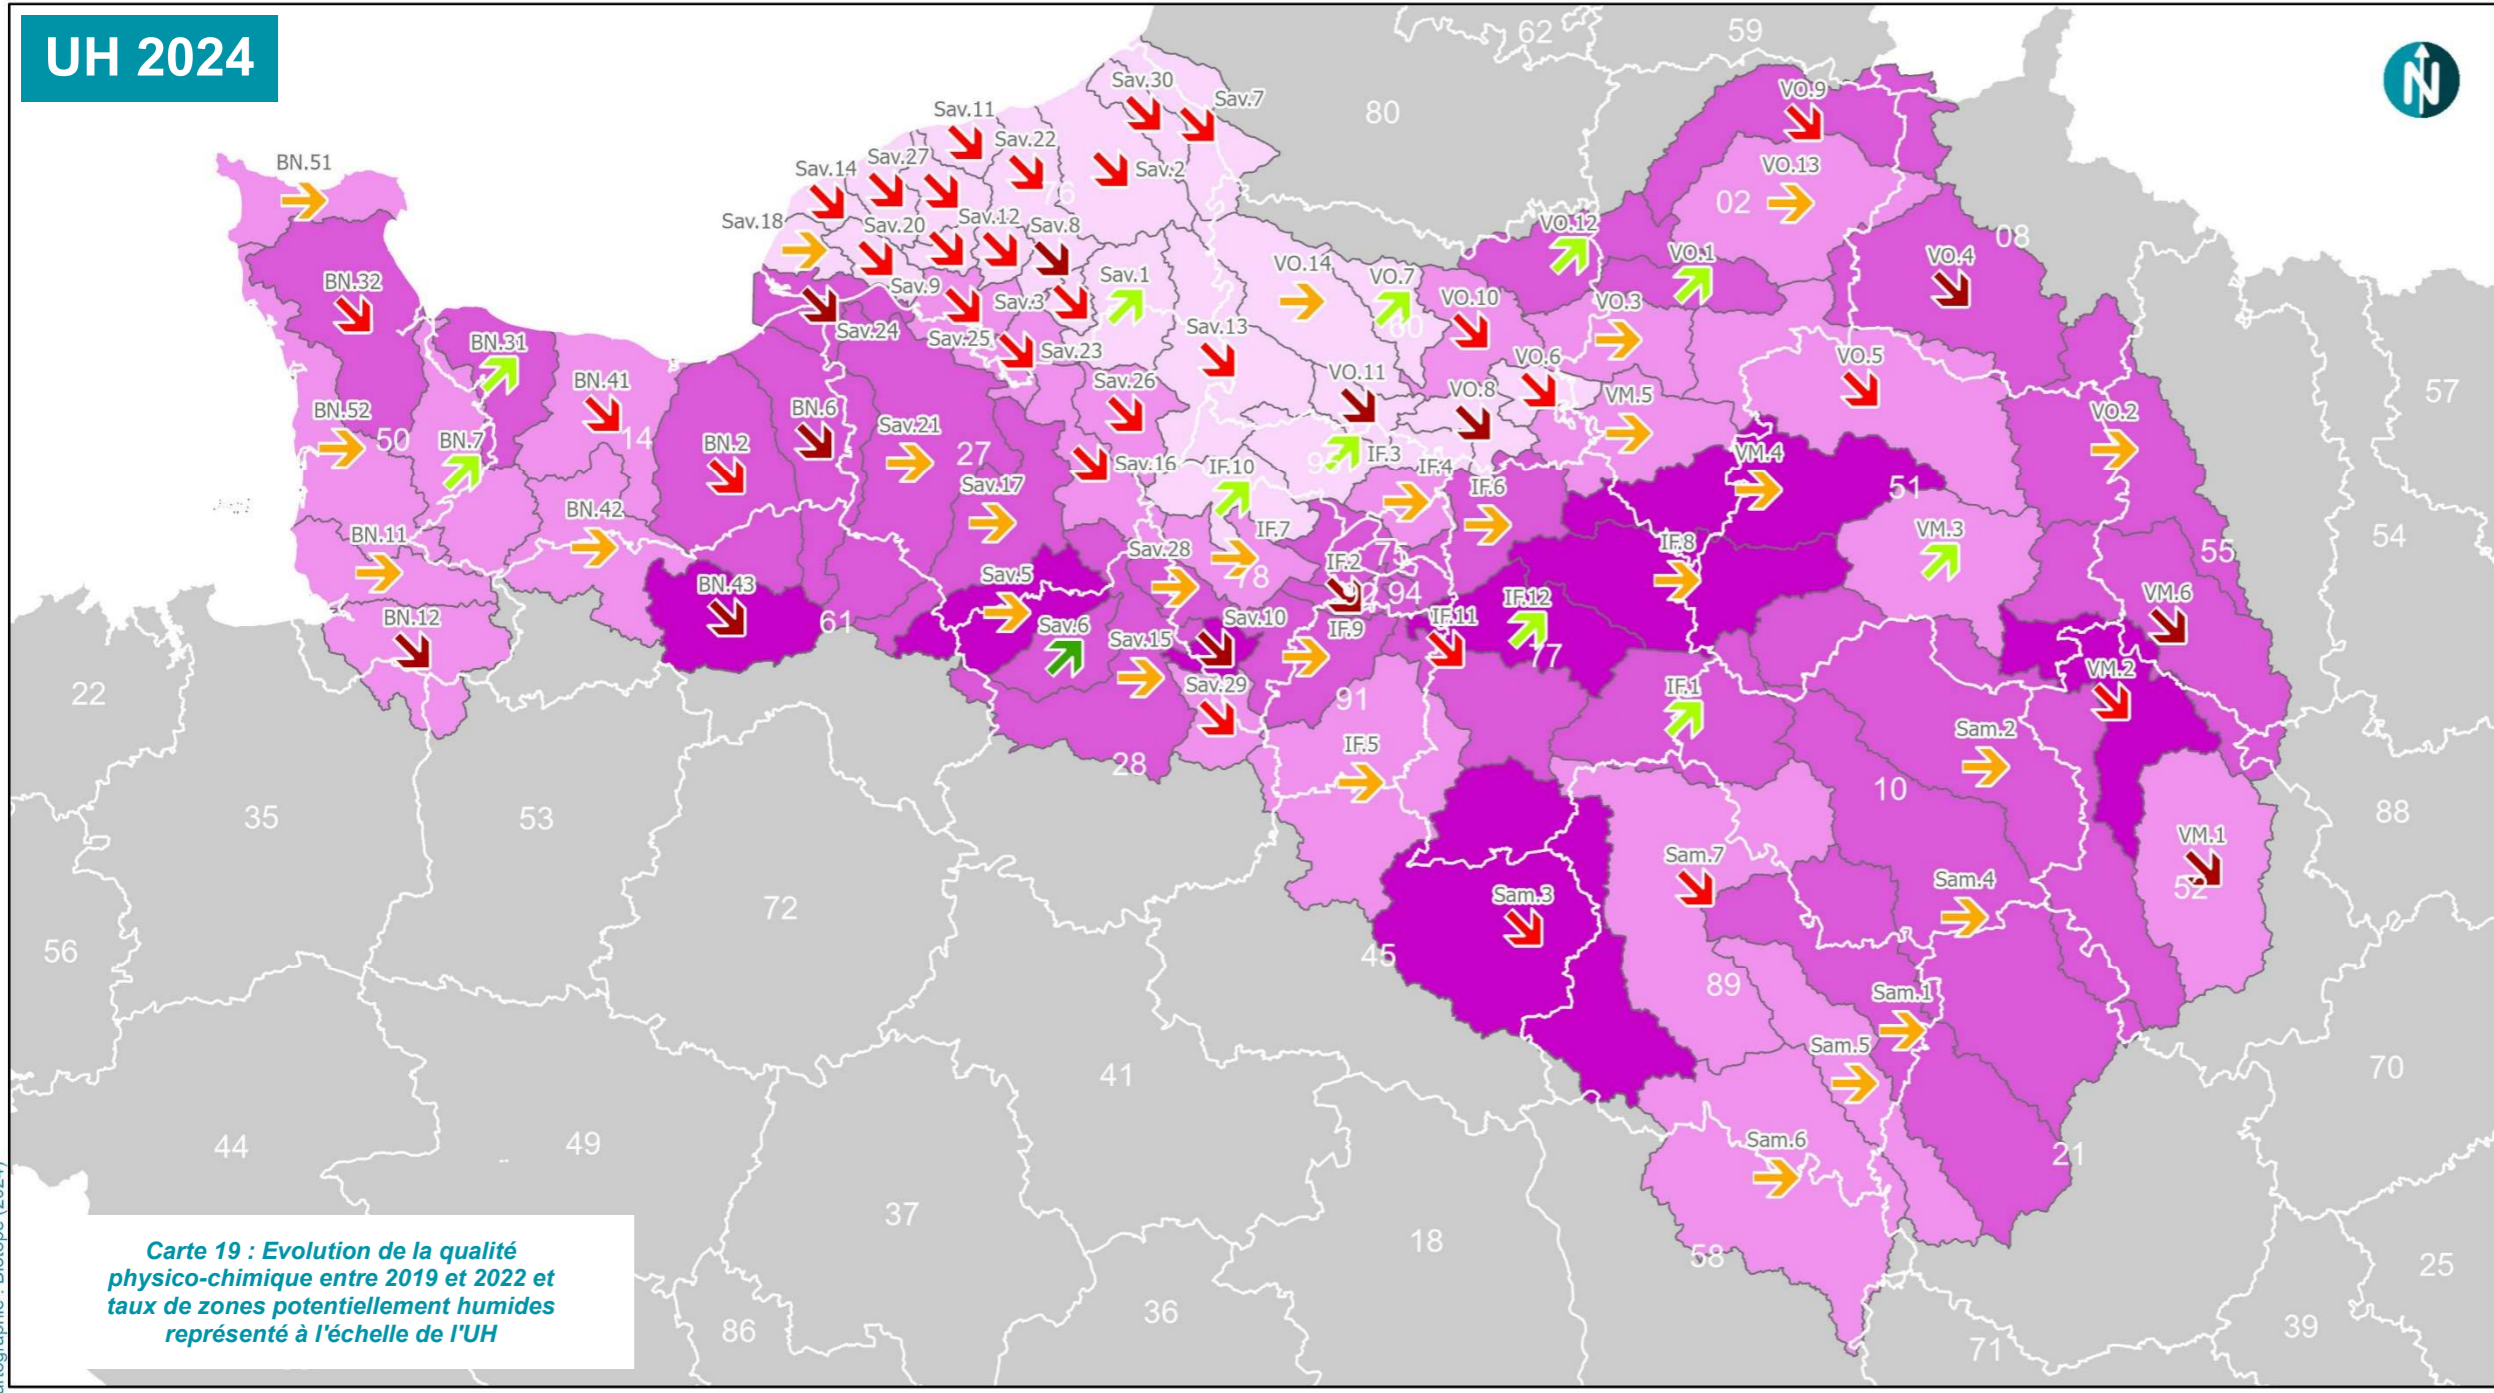 UH 2024
N
62
59
80
Sav.30
Sav.7
Sav.11
Sav.22
Sav.27
Sav.14
Sav.2
76
Sav.18
Sav.20
Sav.12
Sav.8
Sav.9
Sav.3
Sav.1
Sav.24
Sav.25
Sav.23
Sav.13
Sav.26
Sav.21
27
Sav.16
Sav.17
Sav.28
Sav.5
Sav.6
Sav.15
Sav.10
Sav.29
28
BN.51
BN.32
BN.31
BN.41
BN.52
50
BN.7
14
BN.2
BN.6
BN.42
BN.11
BN.12
BN.43
61
VO.9
VO.13
02
VO.12
VO.1
VO.4
08
VO.14
VO.7
60
VO.10
VO.3
VO.6
VO.5
VO.11
VO.8
VO.2
VM.5
VM.4
51
VM.3
55
VM.6
VM.2
VM.1
52
IF.3
IF.4
IF.10
IF.6
IF.7
78
IF.2
75
92
94
IF.8
IF.11
IF.12
77
IF.9
91
IF.1
IF.5
Sam.2
10
Sam.7
Sam.4
Sam.3
45
89
Sam.1
Sam.5
Sam.6
21
58
57
54
88
70
25
39
71
18
36
41
37
86
49
44
72
53
35
56
22
Carte 19 : Evolution de la qualité
physico-chimique entre 2019 et 2022 et
taux de zones potentiellement humides
représenté à l'échelle de l'UH